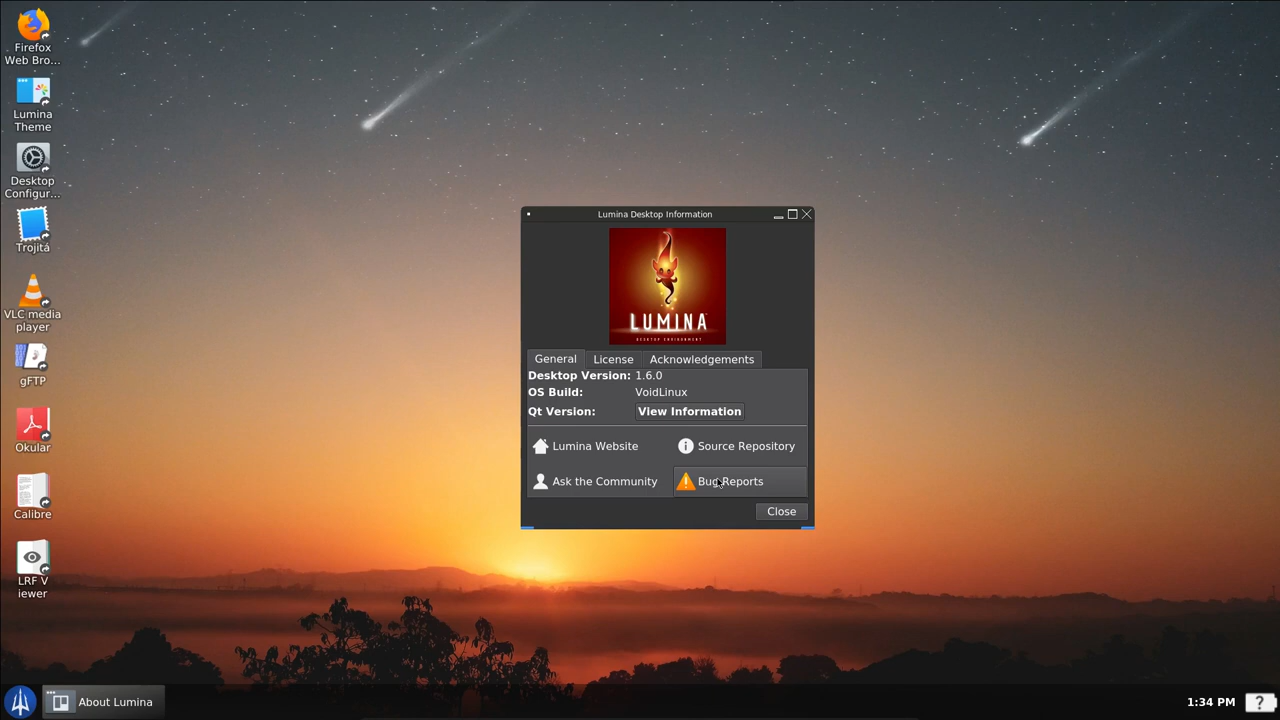 Firefox
Web Bro...
Lumina
Theme
Desktop
Configur...
Trojitá
VLC media
player
gFTP
Okular
Calibre
LRF V
iewer
Lumina Desktop Information
LUMINA
DESKTOP ENVIRONMENT
General License Acknowledgements
Desktop Version: 1.6.0
OS Build: VoidLinux
Qt Version: View Information
Lumina Website Source Repository
Ask the Community Bug Reports
Close
About Lumina
1:34 PM
?